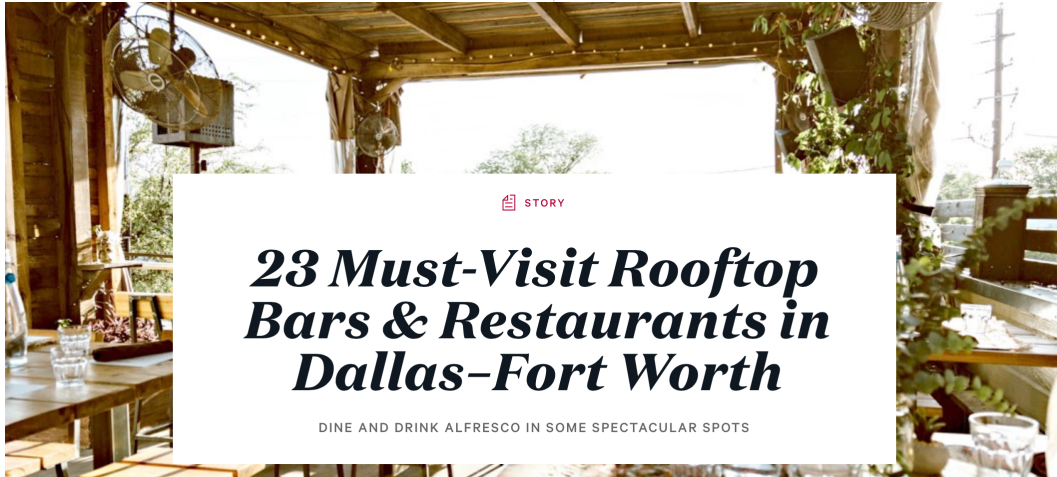 STORY
23 Must-Visit Rooftop
Bars & Restaurants in
Dallas–Fort Worth
DINE AND DRINK ALFRESCO IN SOME SPECTACULAR SPOTS